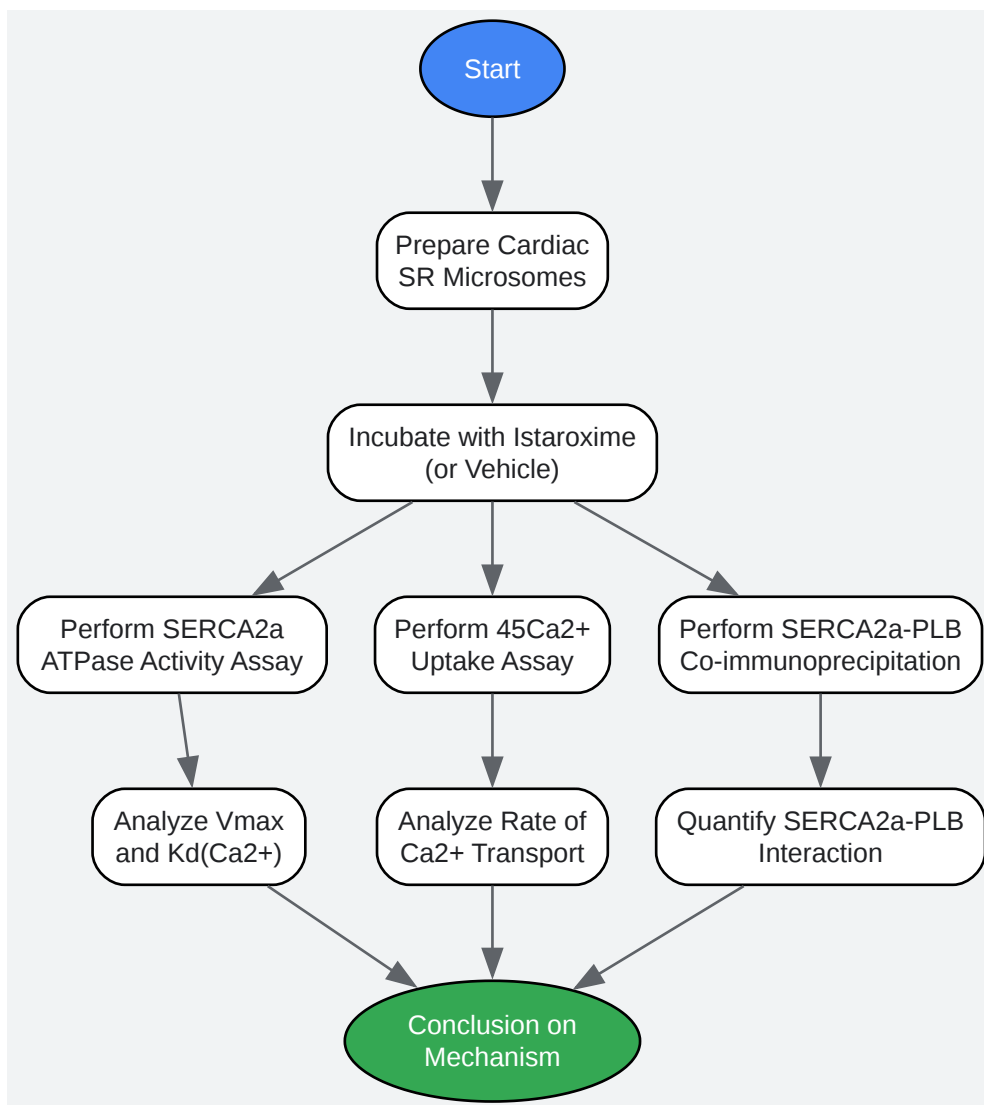 Start
Prepare Cardiac
SR Microsomes
Incubate with Istaroxime
(or Vehicle)
Perform SERCA2a
ATPase Activity Assay
Perform 45Ca2+
Uptake Assay
Perform SERCA2a-PLB
Co-immunoprecipitation
Analyze Vmax
and Kd(Ca2+)
Analyze Rate of
Ca2+ Transport
Quantify SERCA2a-PLB
Interaction
Conclusion on
Mechanism